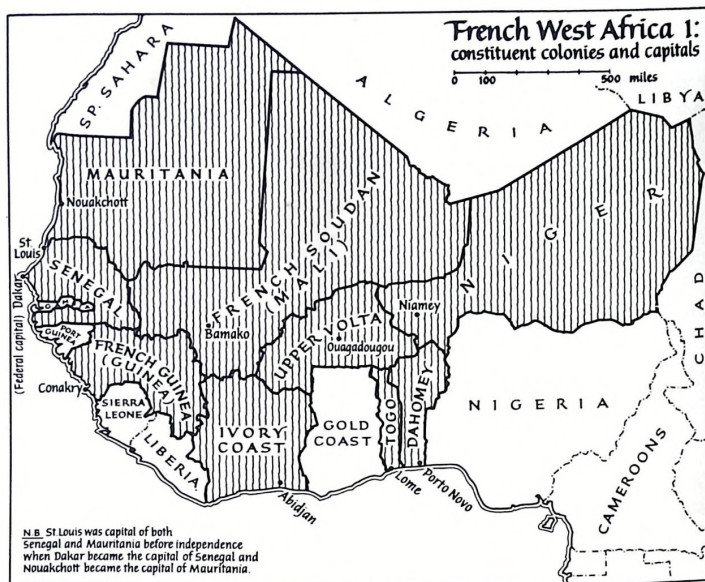 French West Africa 1:
constituent colonies and capitals
0 100 500 miles
SP. SAHARA
ALGERIA
LIBYA
MAURITANIA
Nouakchott
FRENCH SOUDAN
(MALI)
NIGER
St.
Louis
SENEGAL
(Federal capital) Dakar
Bamako
UPPER VOLTA
Ouagadougou
Niamey
CHAD
PORT
GUINEA
FRENCH GUINEA
(GUINEA)
Conakry
SIERRA
LEONE
LIBERIA
IVORY
COAST
GOLD
COAST
TOGO
DAHOMEY
NIGERIA
Abidjan
Lome
Porto Novo
CAMEROONS
N B St.Louis was capital of both
Senegal and Mauritania before independence
when Dakar became the capital of Senegal and
Nouakchott became the capital of Mauritania.